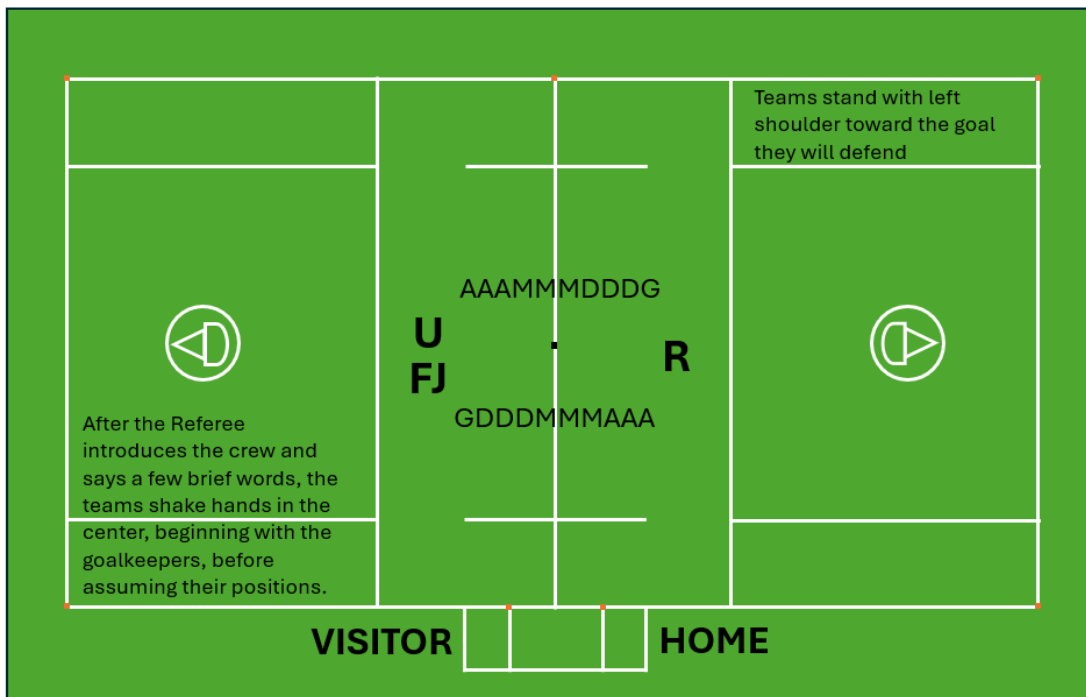 Teams stand with left
shoulder toward the goal
they will defend
AAAMMMDDDG
U
FJ
R
GDDDMMMAAA
After the Referee
introduces the crew and
says a few brief words, the
teams shake hands in the
center, beginning with the
goalkeepers, before
assuming their positions.
VISITOR
HOME